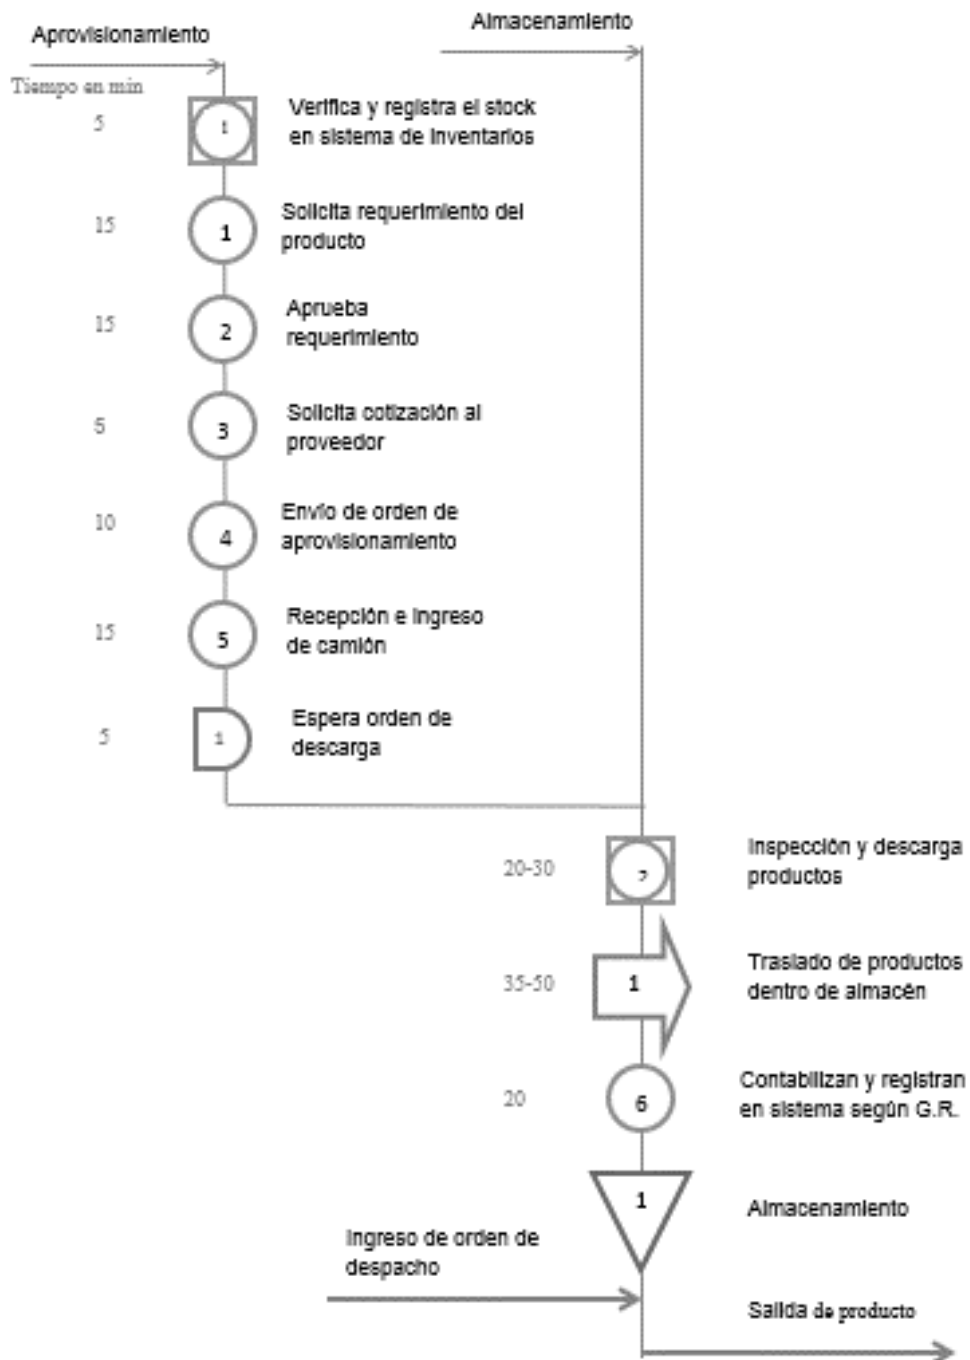 Aprovisionamiento
Almacenamiento
Tiempo en min
5
1
Verifica y registra el stock
en sistema de inventarios
15
1
Solicita requerimiento del
producto
15
2
Aprueba
requerimiento
5
3
Solicita cotización al
proveedor
10
4
Envío de orden de
aprovisionamiento
15
5
Recepción e ingreso
de camión
5
1
Espera orden de
descarga
20-30
2
Inspección y descarga
productos
35-50
1
Traslado de productos
dentro de almacén
20
6
Contabilizan y registran
en sistema según G.R.
1
Almacenamiento
Ingreso de orden de
despacho
Salida de producto